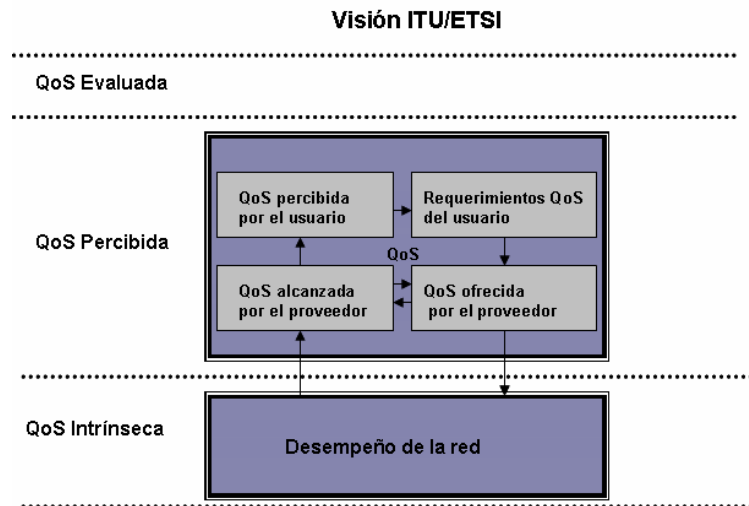 Visión ITU/ETSI
QoS Evaluada
QoS Percibida
QoS percibida
por el usuario
Requerimientos QoS
del usuario
QoS
QoS alcanzada
por el proveedor
QoS ofrecida
por el proveedor
QoS Intrínseca
Desempeño de la red